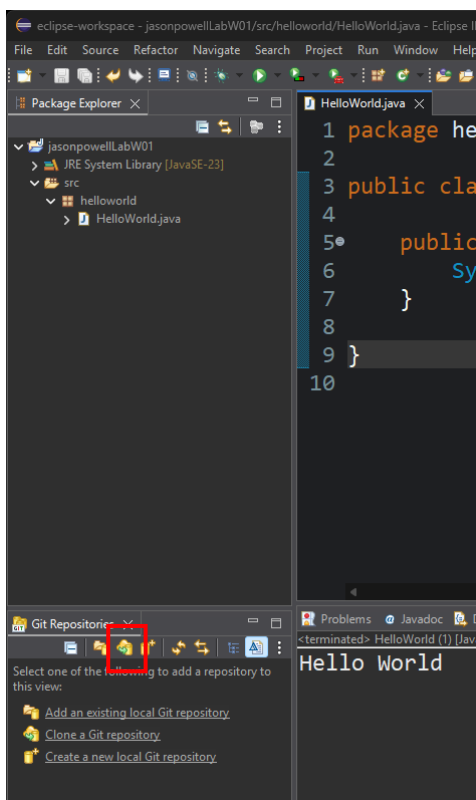 eclipse-workspace - jasonpowellLabW01/src/helloworld/HelloWorld.java - Eclipse
File Edit Source Refactor Navigate Search Project Run Window Help
Package Explorer
jasonpowellLabW01
JRE System Library [JavaSE-23]
src
helloworld
HelloWorld.java
HelloWorld.java
1 package he
2
3 public cla
4
5 public
6 Sy
7 }
8
9 }
10
Git Repositories
GIT
Select one of the following to add a repository to
this view:
Add an existing local Git repository
Clone a Git repository
Create a new local Git repository
Problems @ Javadoc
<terminated> HelloWorld (1) [Jav
Hello World